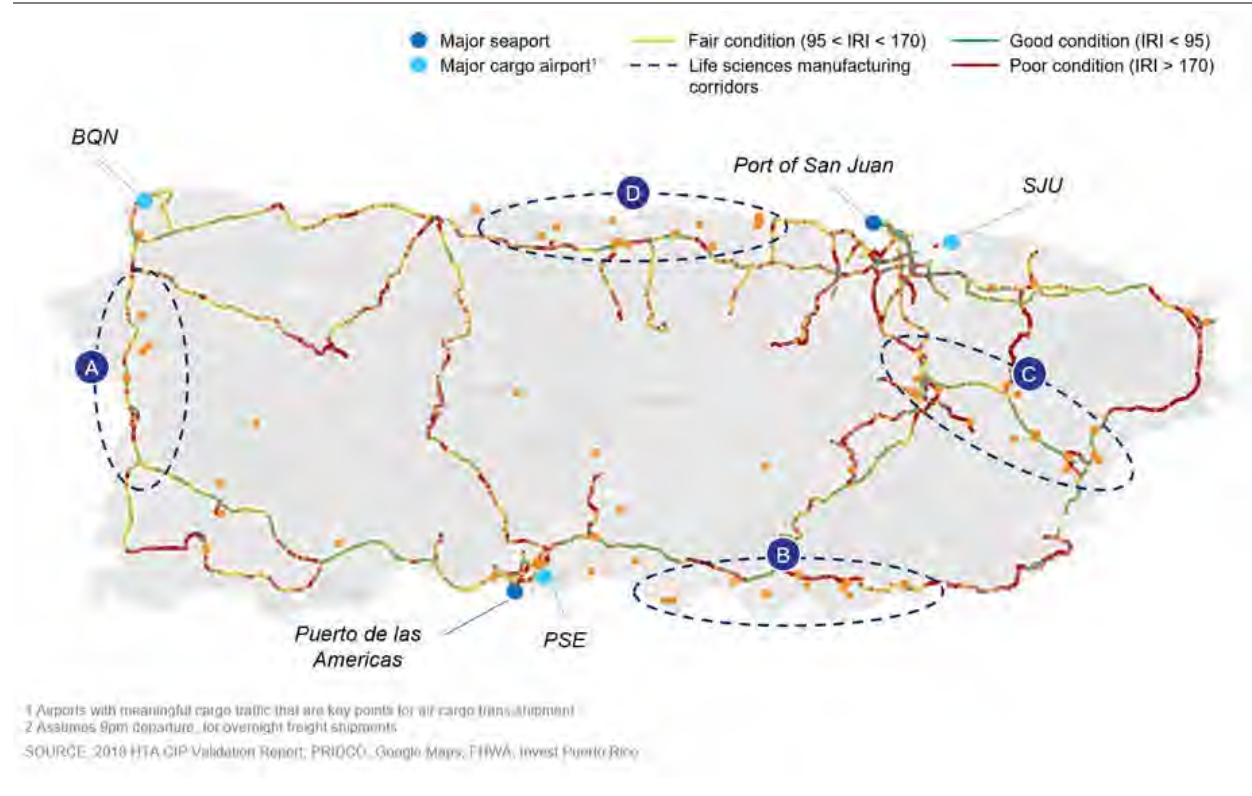 Major seaport
Major cargo airport¹
Fair condition (95 < IRI < 170)
Life sciences manufacturing
corridors
Good condition (IRI < 95)
Poor condition (IRI > 170)
BQN
D
Port of San Juan
SJU
A
C
B
Puerto de las
Americas
PSE
1 Airports with meaningful cargo traffic that are key points for air cargo trans-shipment
2 Assumes 9pm departure, for overnight freight shipments
SOURCE: 2018 HTA CIP Validation Report, PRIDCO, Google Maps, FHWA, Invest Puerto Rico